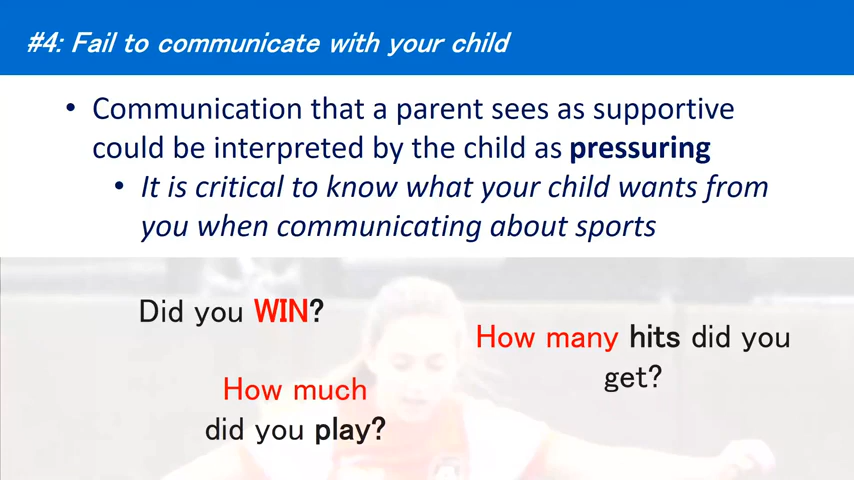 #4: Fail to communicate with your child
• Communication that a parent sees as supportive
could be interpreted by the child as pressuring
• It is critical to know what your child wants from
you when communicating about sports
Did you WIN?
How many hits did you
get?
How much
did you play?